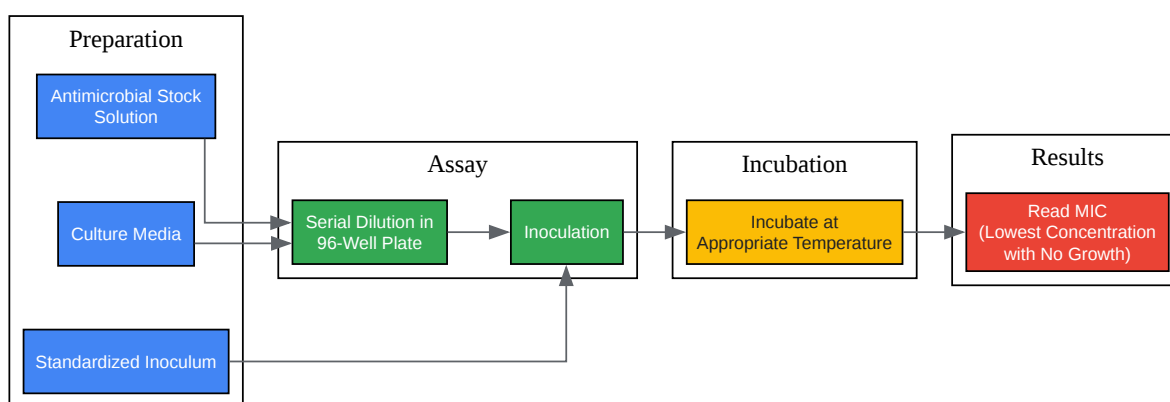 Preparation
Antimicrobial Stock
Solution
Culture Media
Standardized Inoculum
Assay
Serial Dilution in
96-Well Plate
Inoculation
Incubation
Incubate at
Appropriate Temperature
Results
Read MIC
(Lowest Concentration
with No Growth)